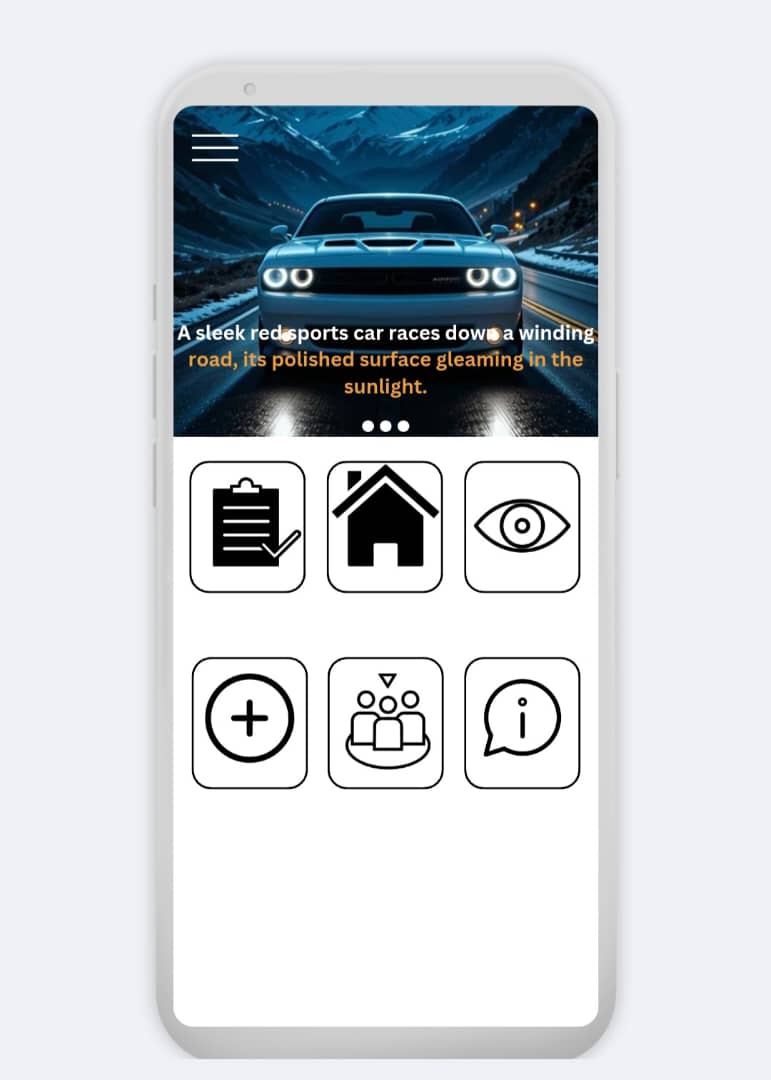 A sleek red sports car races down a winding
road, its polished surface gleaming in the
sunlight.